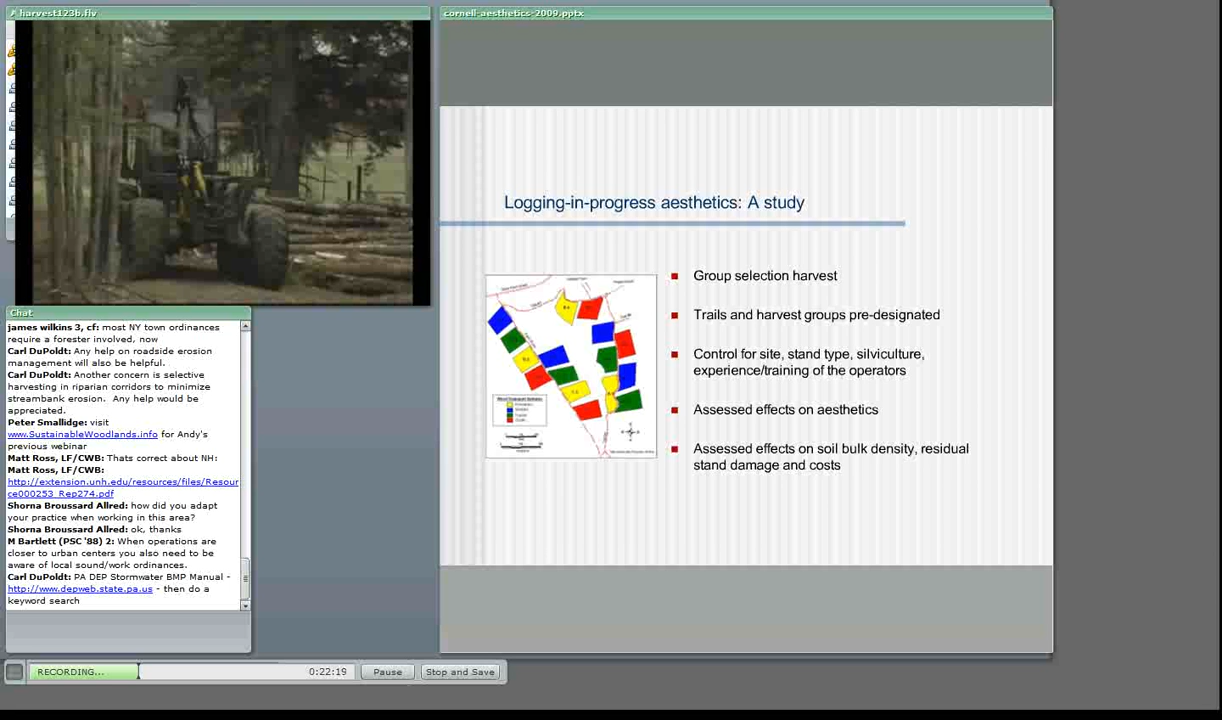 harvest123b.flv
cornell-aesthetics-2009.pptx
Logging-in-progress aesthetics: A study
Group selection harvest
Trails and harvest groups pre-designated
Control for site, stand type, silviculture,
experience/training of the operators
Assessed effects on aesthetics
Assessed effects on soil bulk density, residual
stand damage and costs
Chat
james wilkins 3, cf: most NY town ordinances
require a forester involved, now
Carl DuPoldt: Any help on roadside erosion
management will also be helpful.
Carl DuPoldt: Another concern is selective
harvesting in riparian corridors to minimize
streambank erosion. Any help would be
appreciated.
Peter Smallidge: visit
www.SustainableWoodlands.info for Andy's
previous webinar
Matt Ross, LF/CWB: Thats correct about NH:
Matt Ross, LF/CWB:
http://extension.unh.edu/resources/files/Resour
ce000253_Rep274.pdf
Shorna Broussard Allred: how did you adapt
your practice when working in this area?
Shorna Broussard Allred: ok, thanks
M Bartlett (PSC '88) 2: When operations are
closer to urban centers you also need to be
aware of local sound/work ordinances.
Carl DuPoldt: PA DEP Stormwater BMP Manual -
http://www.depweb.state.pa.us - then do a
keyword search
RECORDING...
0:22:19
Pause
Stop and Save